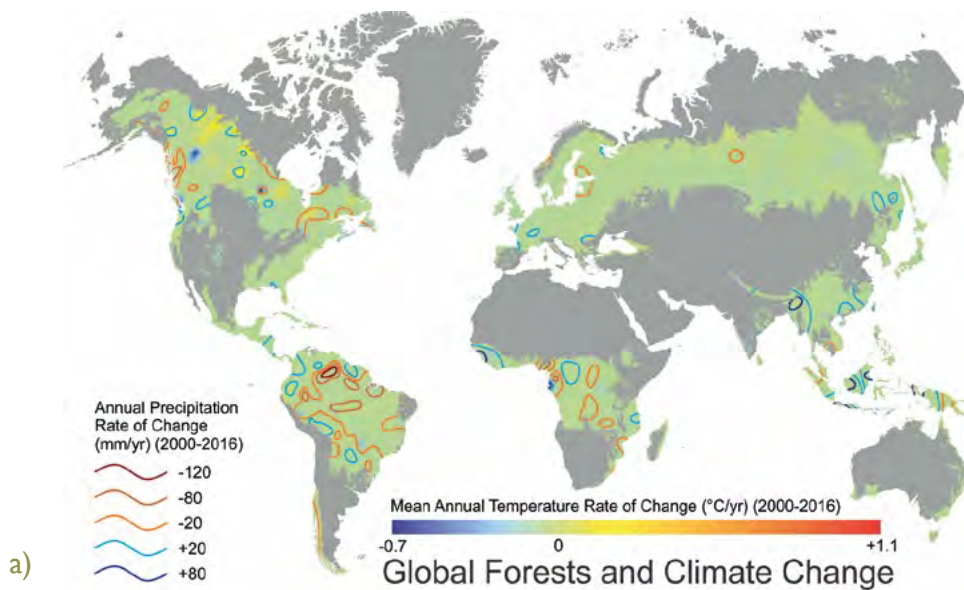 Annual Precipitation
Rate of Change
(mm/yr) (2000-2016)
-120
-80
-20
+20
+80
Mean Annual Temperature Rate of Change (°C/yr) (2000-2016)
-0.7 0 +1.1
Global Forests and Climate Change
a)